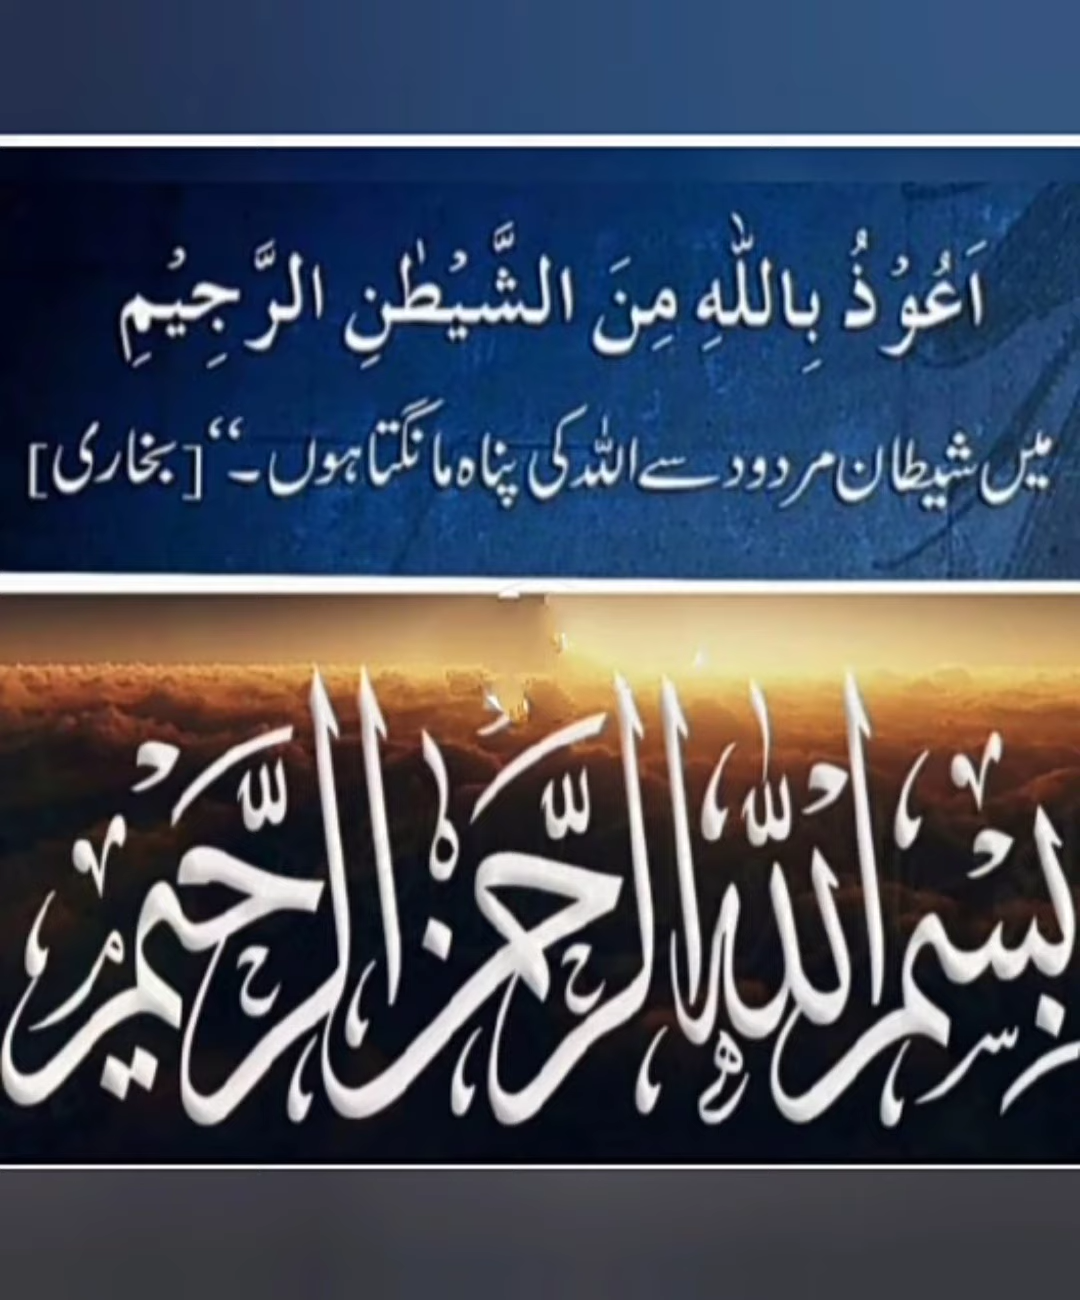 اَعُوۡذُ بِاللّٰهِ مِنَ الشَّيۡطٰنِ الرَّجِيۡمِ
میں شیطان مردود سے اللہ کی پناہ مانگتا ہوں۔‘‘ [بخاری]
بسم الله الرحمن الرحيم